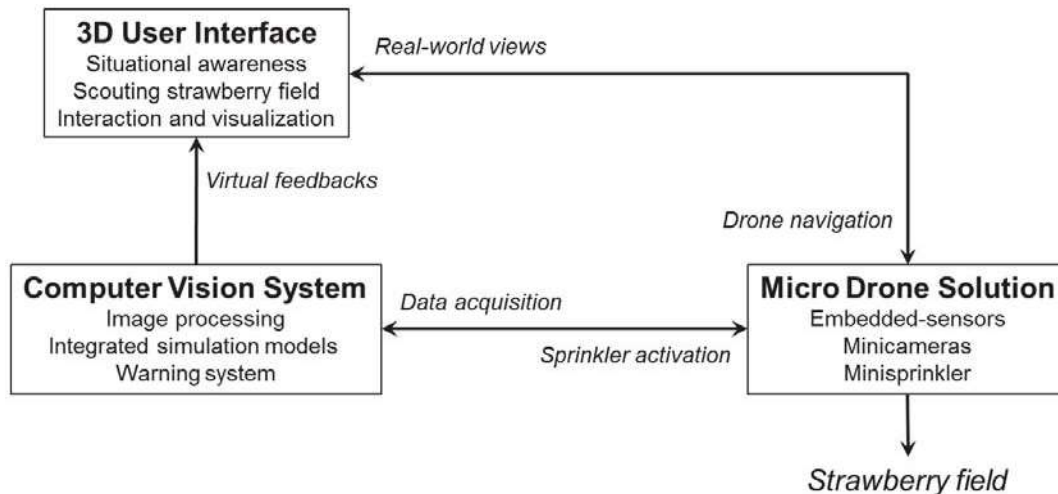 3D User Interface
Situational awareness
Scouting strawberry field
Interaction and visualization
Real-world views
Virtual feedbacks
Drone navigation
Computer Vision System
Image processing
Integrated simulation models
Warning system
Data acquisition
Sprinkler activation
Micro Drone Solution
Embedded-sensors
Minicameras
Minisprinkler
Strawberry field